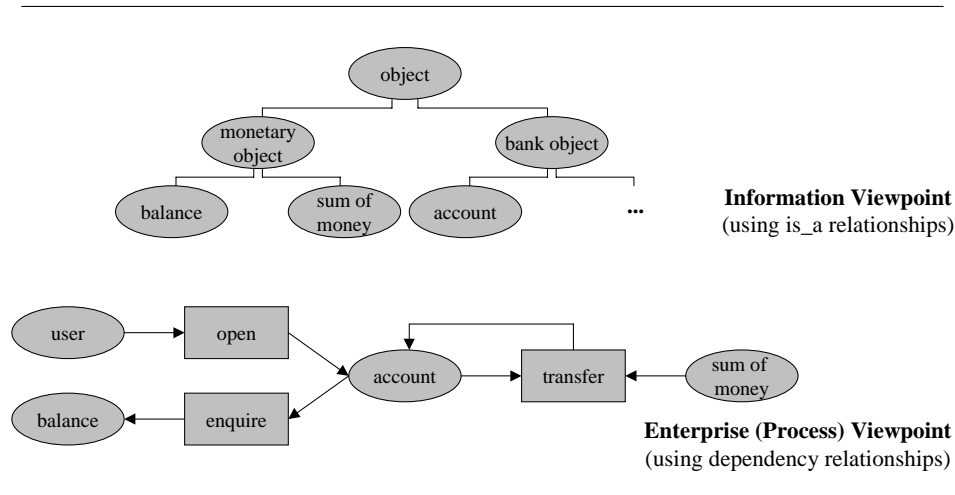 object
monetary
object
bank object
balance
sum of
money
account
...
Information Viewpoint
(using is_a relationships)
user
open
account
transfer
sum of
money
balance
enquire
Enterprise (Process) Viewpoint
(using dependency relationships)